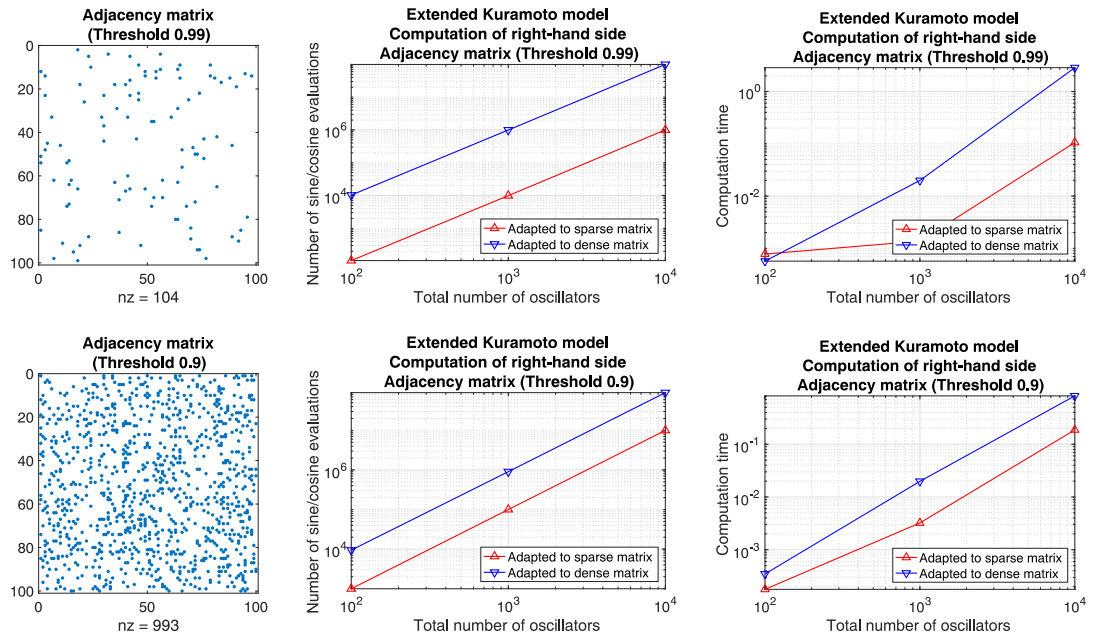 Adjacency matrix
(Threshold 0.99)
0
20
40
60
80
100
0
50
100
nz = 104
Extended Kuramoto model
Computation of right-hand side
Adjacency matrix (Threshold 0.99)
Number of sine/cosine evaluations
10^6
10^4
Adapted to sparse matrix
Adapted to dense matrix
10^2
10^3
10^4
Total number of oscillators
Extended Kuramoto model
Computation of right-hand side
Adjacency matrix (Threshold 0.99)
Computation time
10^0
10^-2
Adapted to sparse matrix
Adapted to dense matrix
10^2
10^3
10^4
Total number of oscillators
Adjacency matrix
(Threshold 0.9)
0
20
40
60
80
100
0
50
100
nz = 993
Extended Kuramoto model
Computation of right-hand side
Adjacency matrix (Threshold 0.9)
Number of sine/cosine evaluations
10^6
10^4
Adapted to sparse matrix
Adapted to dense matrix
10^2
10^3
10^4
Total number of oscillators
Extended Kuramoto model
Computation of right-hand side
Adjacency matrix (Threshold 0.9)
Computation time
10^-1
10^-2
10^-3
Adapted to sparse matrix
Adapted to dense matrix
10^2
10^3
10^4
Total number of oscillators